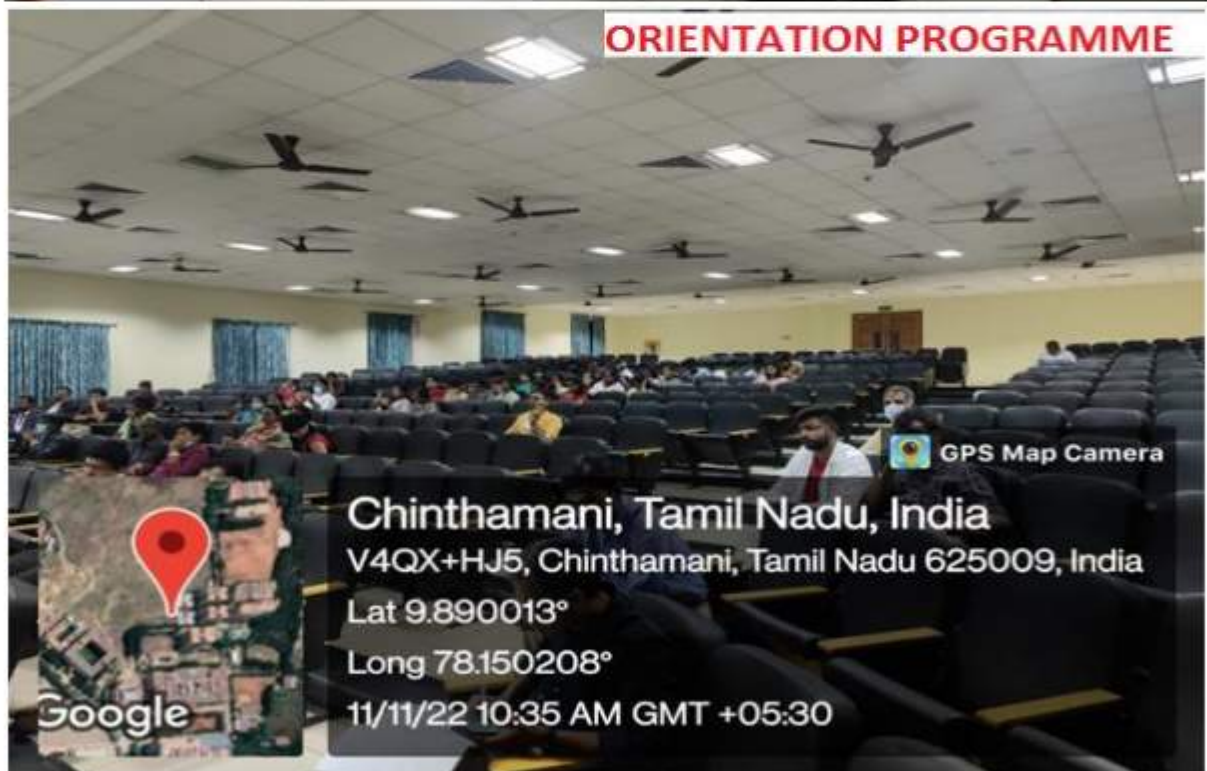 ORIENTATION PROGRAMME
GPS Map Camera
Chinthamani, Tamil Nadu, India
V4QX+HJ5, Chinthamani, Tamil Nadu 625009, India
Lat 9.890013°
Long 78.150208°
11/11/22 10:35 AM GMT +05:30
Google